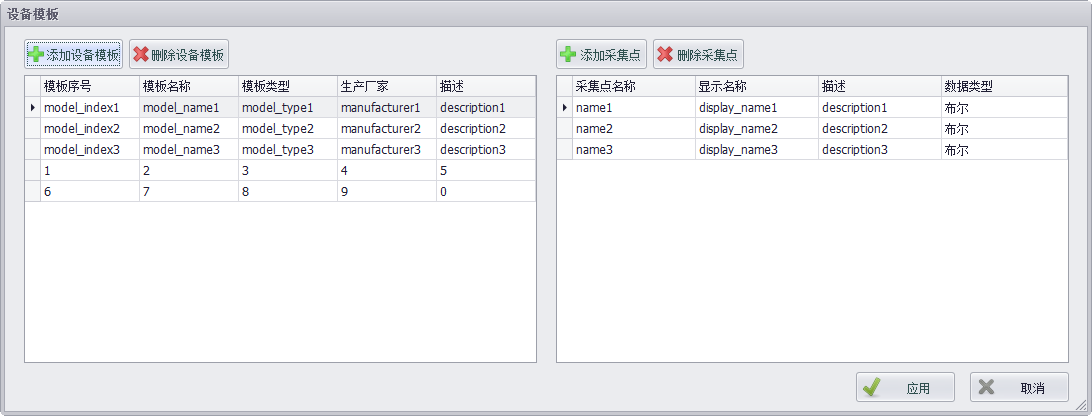 设备模板
添加设备模板 删除设备模板
模板序号 模板名称 模板类型 生产厂家 描述
model_index1 model_name1 model_type1 manufacturer1 description1
model_index2 model_name2 model_type2 manufacturer2 description2
model_index3 model_name3 model_type3 manufacturer3 description3
1 2 3 4 5
6 7 8 9 0
添加采集点 删除采集点
采集点名称 显示名称 描述 数据类型
name1 display_name1 description1 布尔
name2 display_name2 description2 布尔
name3 display_name3 description3 布尔
应用 取消